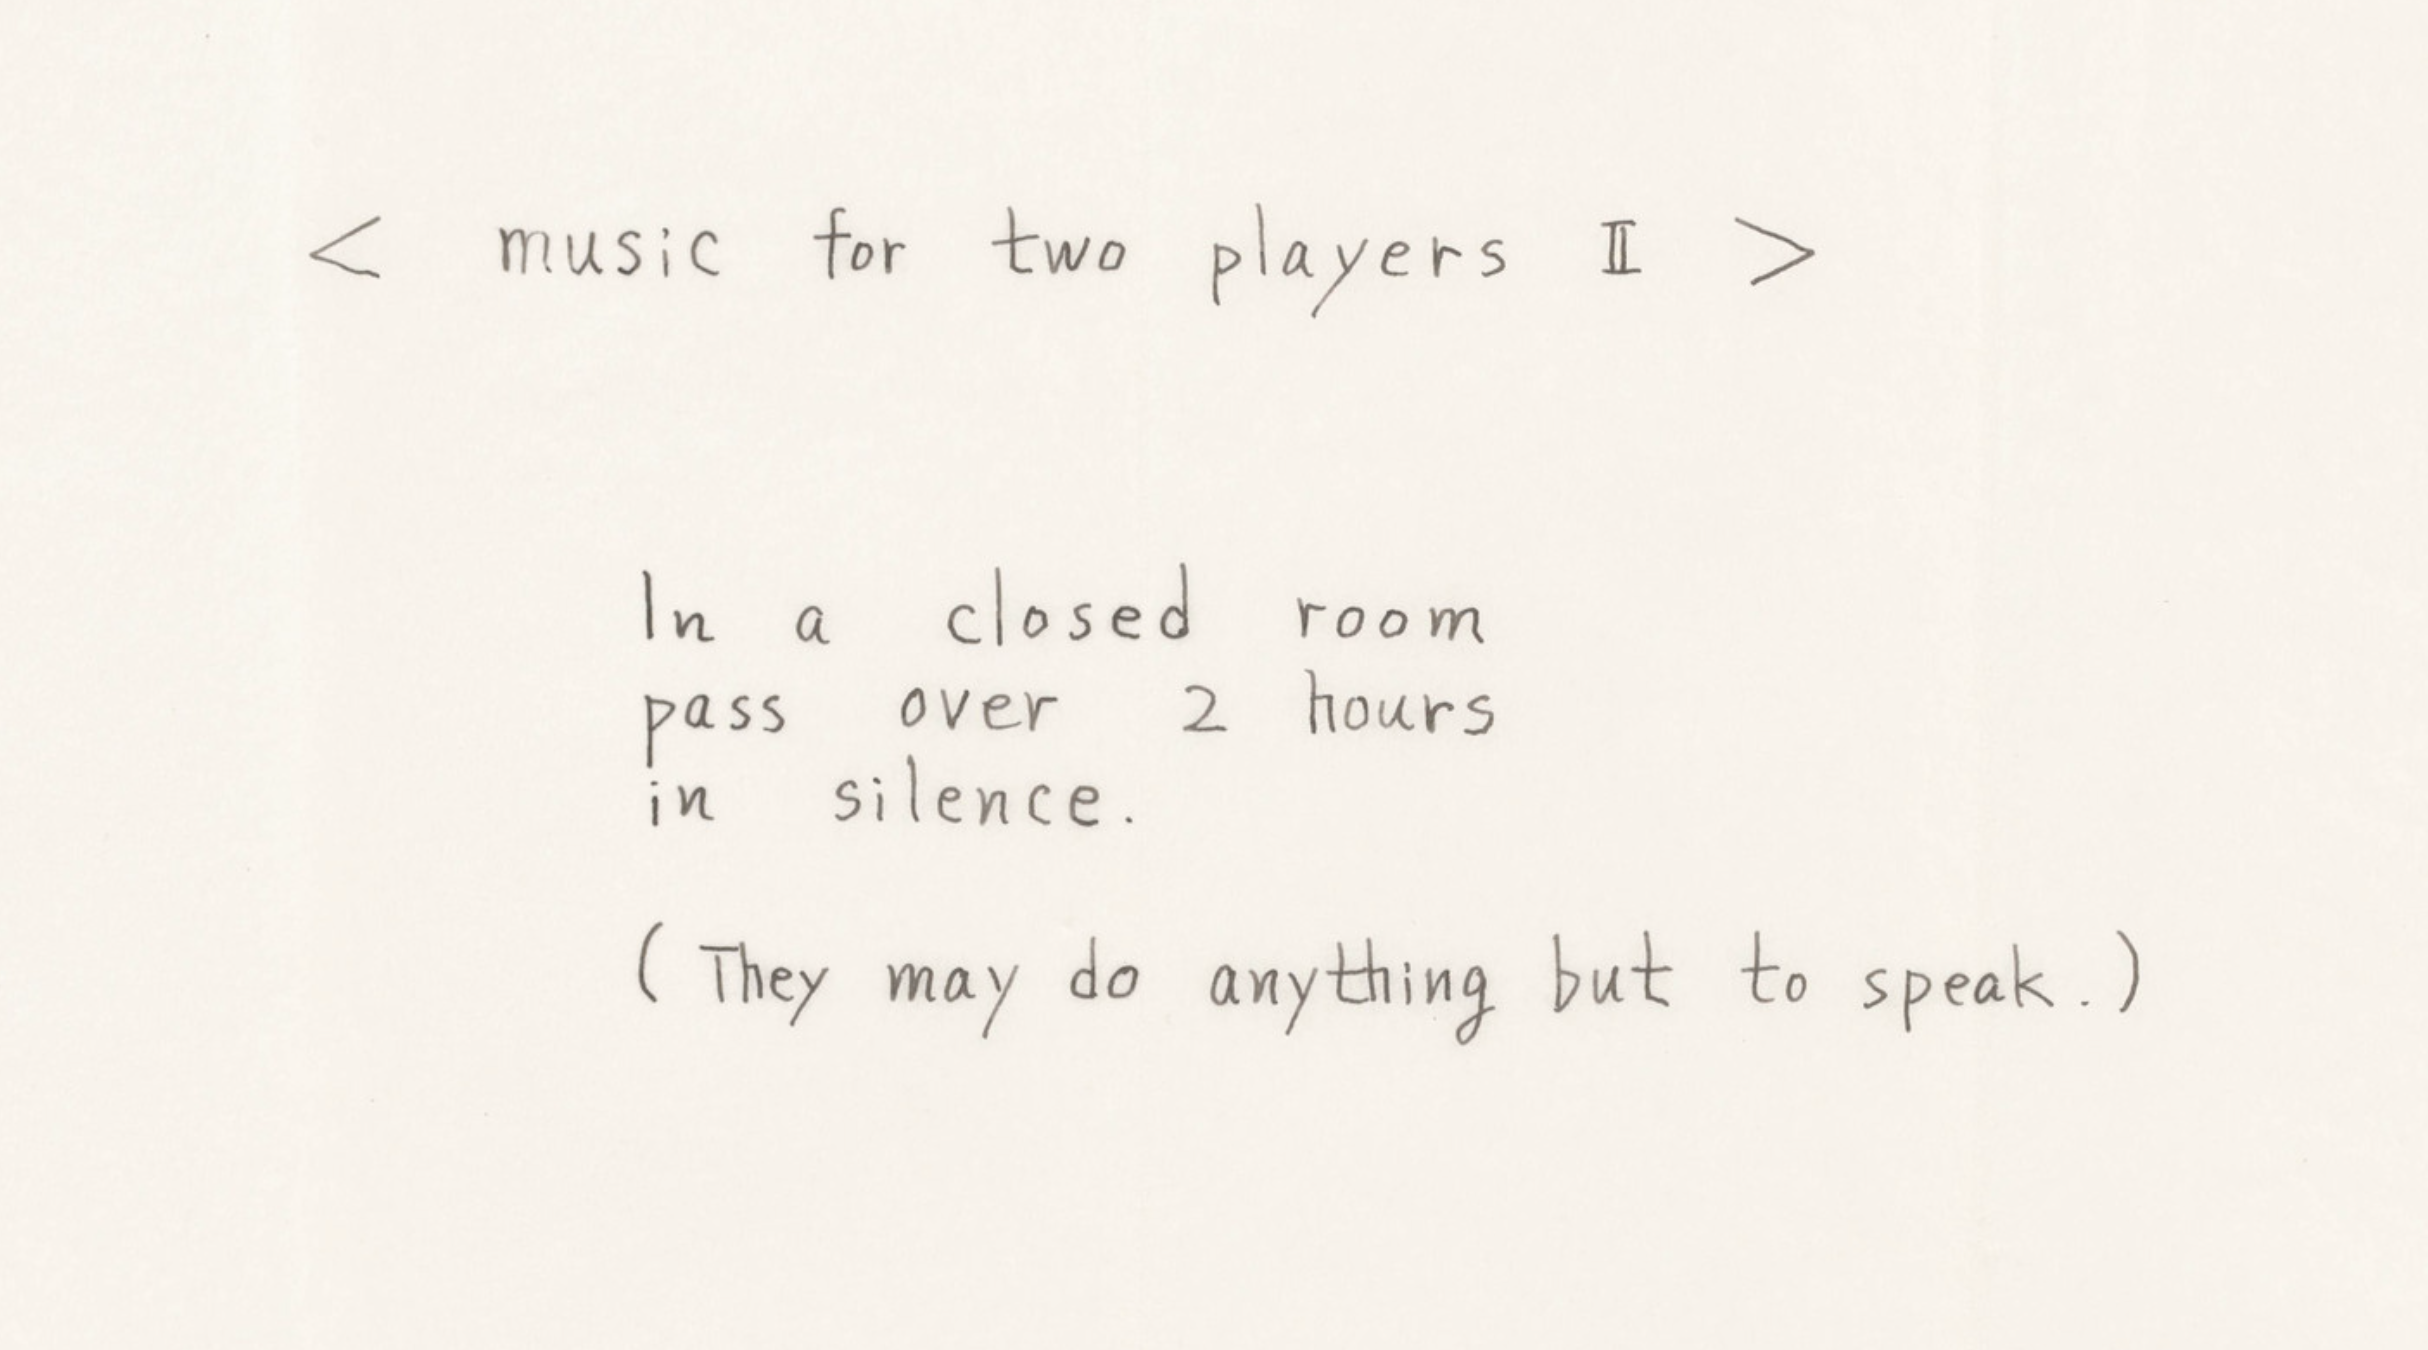 < music for two players II >
In a closed room
pass over 2 hours
in silence.
( They may do anything but to speak. )